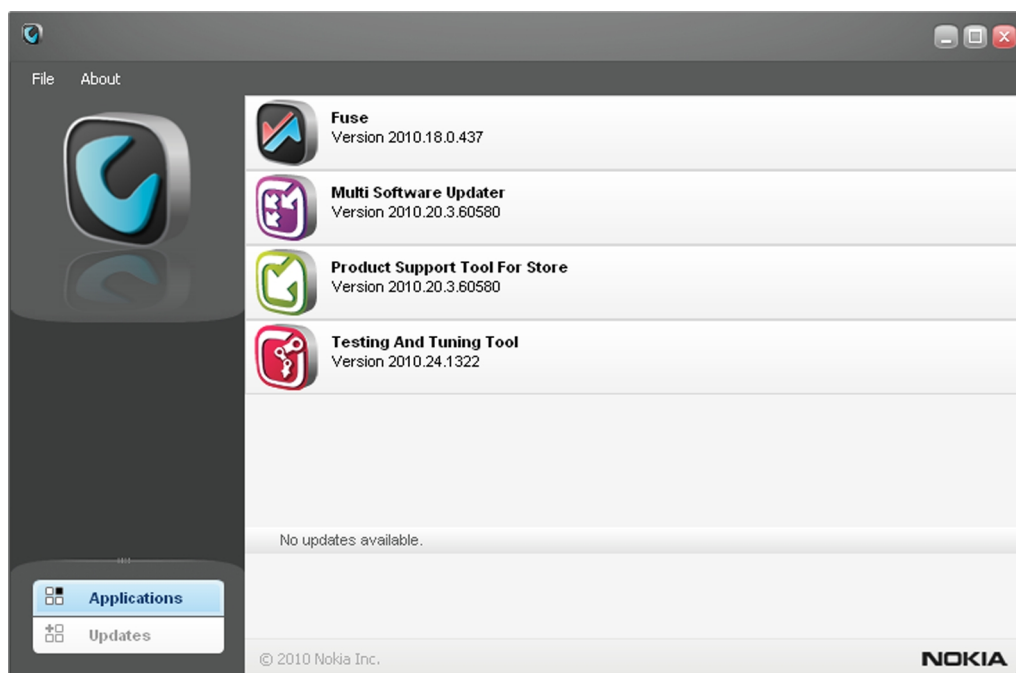 File About
Fuse
Version 2010.18.0.437
Multi Software Updater
Version 2010.20.3.60580
Product Support Tool For Store
Version 2010.20.3.60580
Testing And Tuning Tool
Version 2010.24.1322
No updates available.
Applications
Updates
© 2010 Nokia Inc.
NOKIA